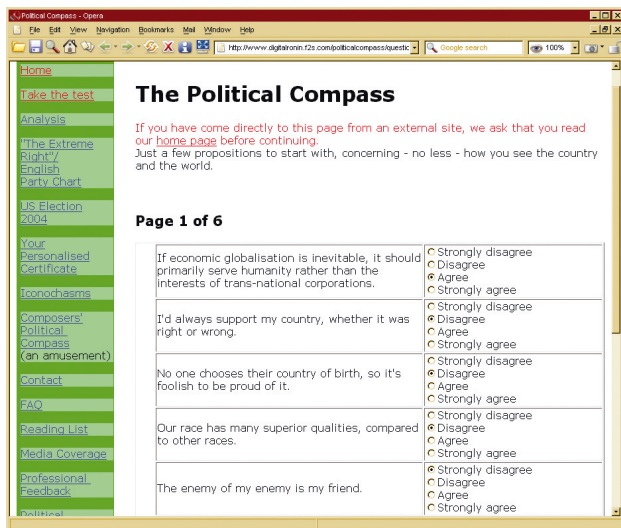 Political Compass - Opera
File Edit View Navigation Bookmarks Mail Window Help
http://www.digitalronin.f2s.com/politicalcompass/questic
Google search
100%
Home
Take the test
Analysis
"The Extreme
Right"/
English
Party Chart
US Election
2004
Your
Personalised
Certificate
Iconochasms
Composers'
Political
Compass
(an amusement)
Contact
FAQ
Reading List
Media Coverage
Professional
Feedback
Political
The Political Compass
If you have come directly to this page from an external site, we ask that you read
our home page before continuing.
Just a few propositions to start with, concerning - no less - how you see the country
and the world.
Page 1 of 6
If economic globalisation is inevitable, it should
primarily serve humanity rather than the
interests of trans-national corporations.
Strongly disagree
Disagree
Agree
Strongly agree
I'd always support my country, whether it was
right or wrong.
Strongly disagree
Disagree
Agree
Strongly agree
No one chooses their country of birth, so it's
foolish to be proud of it.
Strongly disagree
Disagree
Agree
Strongly agree
Our race has many superior qualities, compared
to other races.
Strongly disagree
Disagree
Agree
Strongly agree
The enemy of my enemy is my friend.
Strongly disagree
Disagree
Agree
Strongly agree